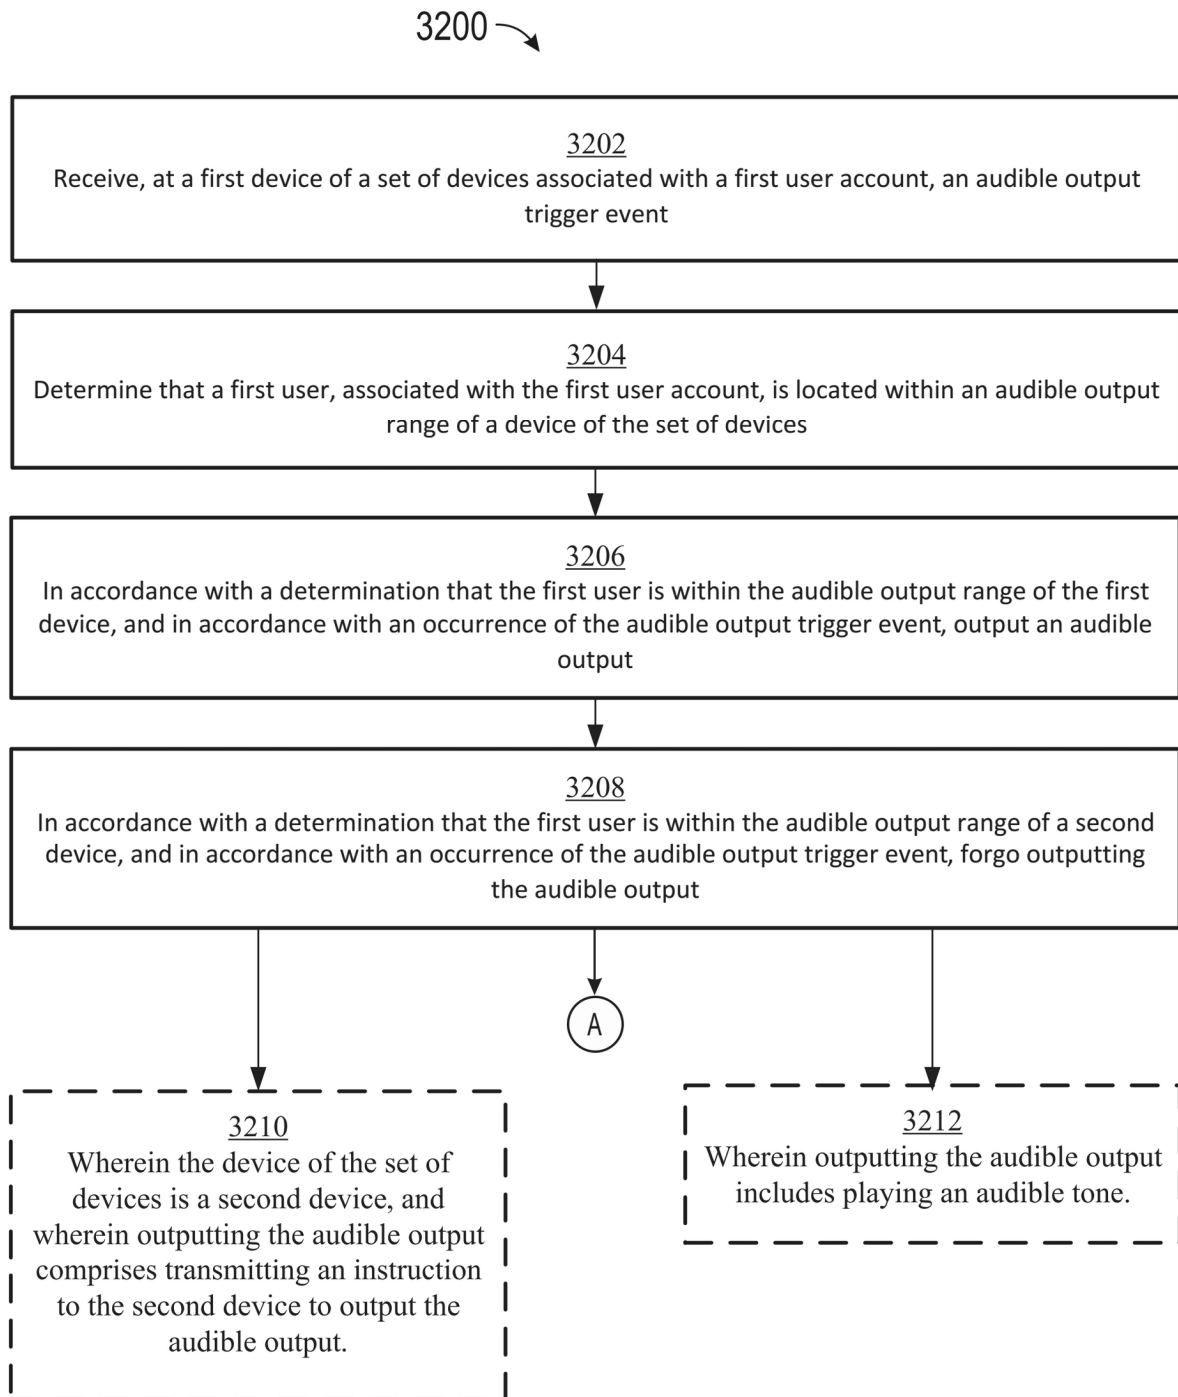 3200
3202
Receive, at a first device of a set of devices associated with a first user account, an audible output
trigger event
3204
Determine that a first user, associated with the first user account, is located within an audible output
range of a device of the set of devices
3206
In accordance with a determination that the first user is within the audible output range of the first
device, and in accordance with an occurrence of the audible output trigger event, output an audible
output
3208
In accordance with a determination that the first user is within the audible output range of a second
device, and in accordance with an occurrence of the audible output trigger event, forgo outputting
the audible output
A
3210
Wherein the device of the set of
devices is a second device, and
wherein outputting the audible output
comprises transmitting an instruction
to the second device to output the
audible output.
3212
Wherein outputting the audible output
includes playing an audible tone.